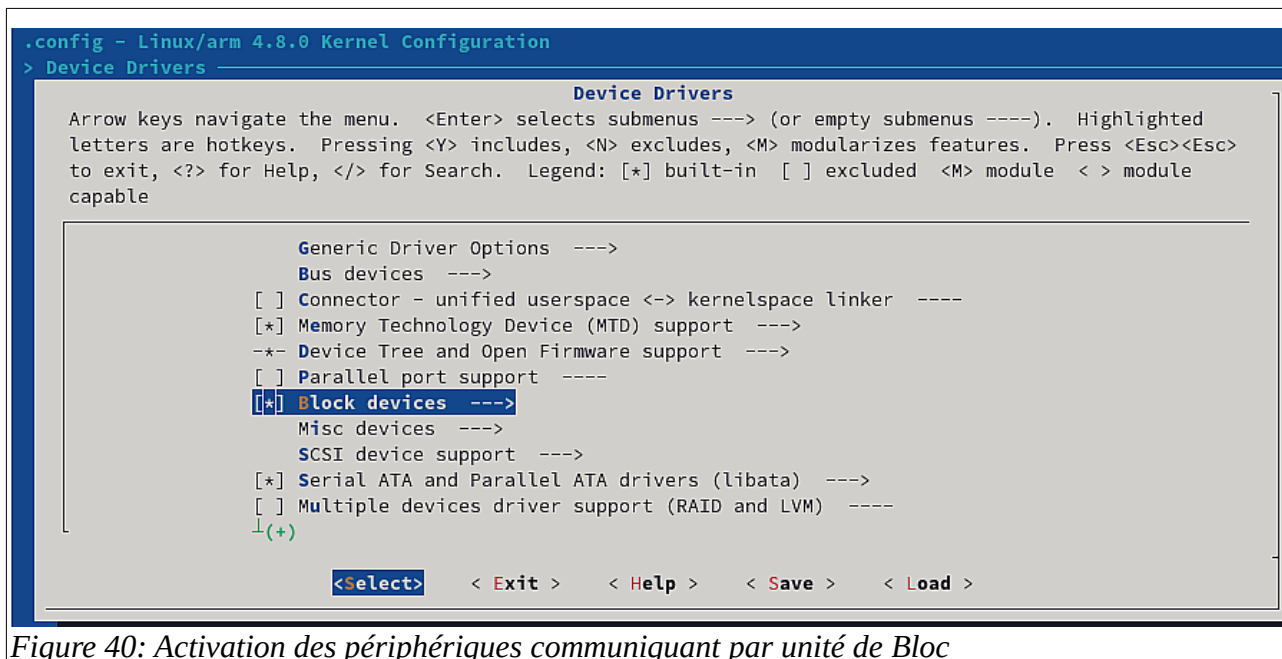 .config - Linux/arm 4.8.0 Kernel Configuration
> Device Drivers
Device Drivers
Arrow keys navigate the menu.  <Enter> selects submenus ---> (or empty submenus ----).  Highlighted
letters are hotkeys.  Pressing <Y> includes, <N> excludes, <M> modularizes features.  Press <Esc><Esc>
to exit, <?> for Help, </> for Search.  Legend: [*] built-in  [ ] excluded  <M> module  < > module
capable
Generic Driver Options  --->
Bus devices  --->
[ ] Connector - unified userspace <-> kernelspace linker  ----
[*] Memory Technology Device (MTD) support  --->
-*- Device Tree and Open Firmware support  --->
[ ] Parallel port support  ----
[*] Block devices  --->
Misc devices  --->
SCSI device support  --->
[*] Serial ATA and Parallel ATA drivers (libata)  --->
[ ] Multiple devices driver support (RAID and LVM)  ----
┴(+)
<Select>    < Exit >    < Help >    < Save >    < Load >
Figure 40: Activation des périphériques communiquant par unité de Bloc